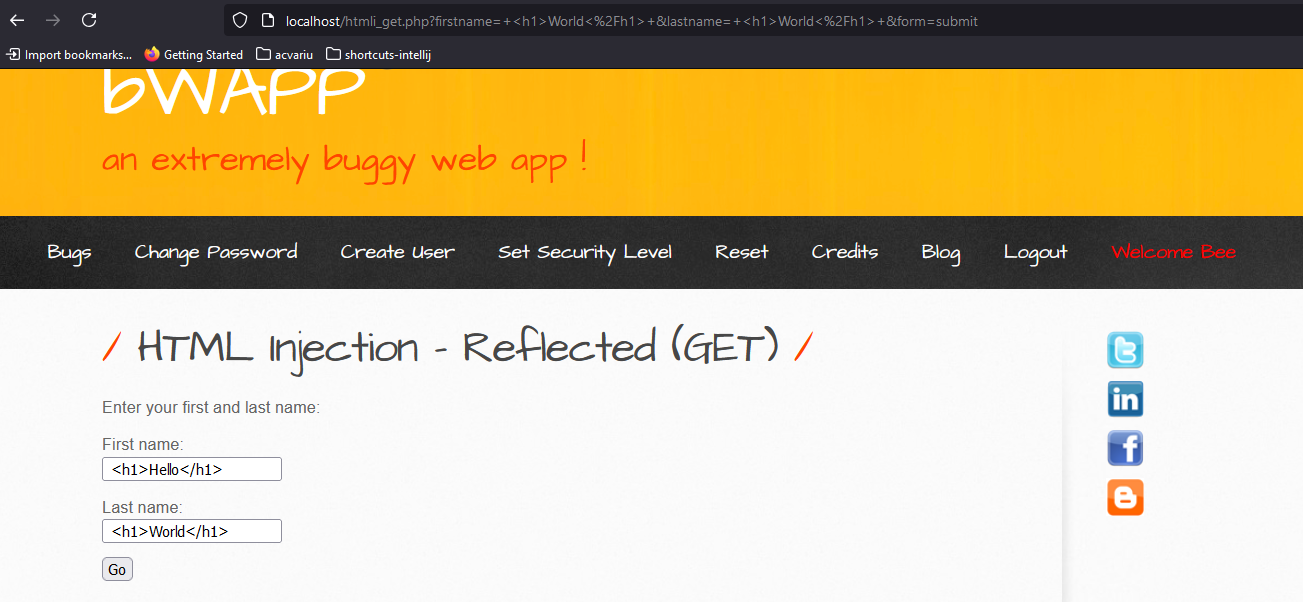 localhost/htmli_get.php?firstname=+<h1>World<%2Fh1>+&lastname=+<h1>World<%2Fh1>+&form=submit
Import bookmarks... Getting Started acvariu shortcuts-intellij
bWAPP
an extremely buggy web app !
Bugs Change Password Create User Set Security Level Reset Credits Blog Logout Welcome Bee
/ HTML Injection - Reflected (GET) /
Enter your first and last name:
First name:
<h1>Hello</h1>
Last name:
<h1>World</h1>
Go